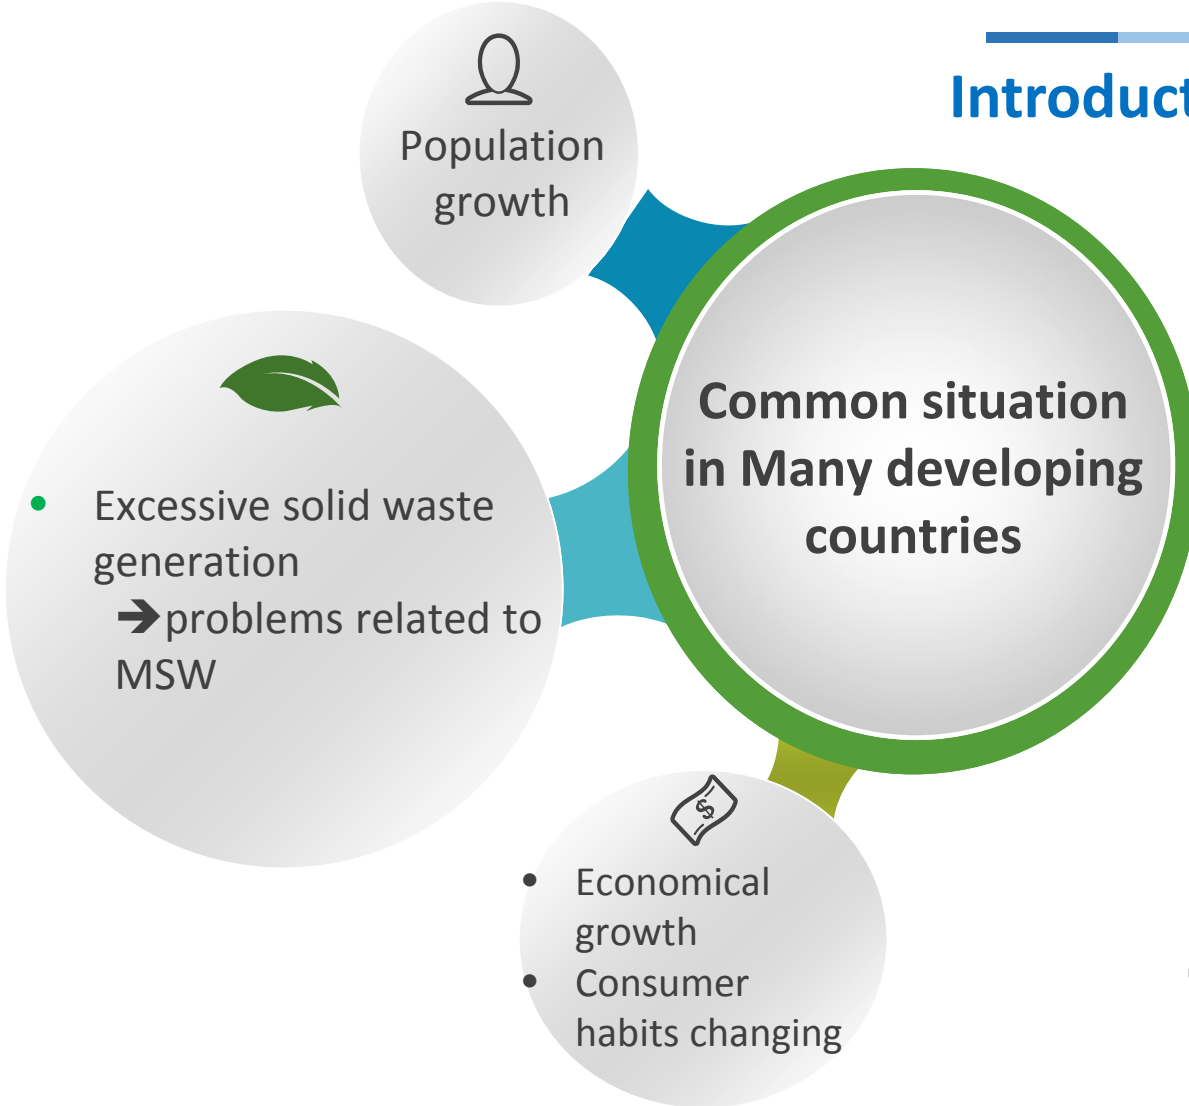 Introduct
Population
growth
Common situation
in Many developing
countries
• Excessive solid waste
generation
➔problems related to
MSW
$
• Economical
growth
• Consumer
habits changing